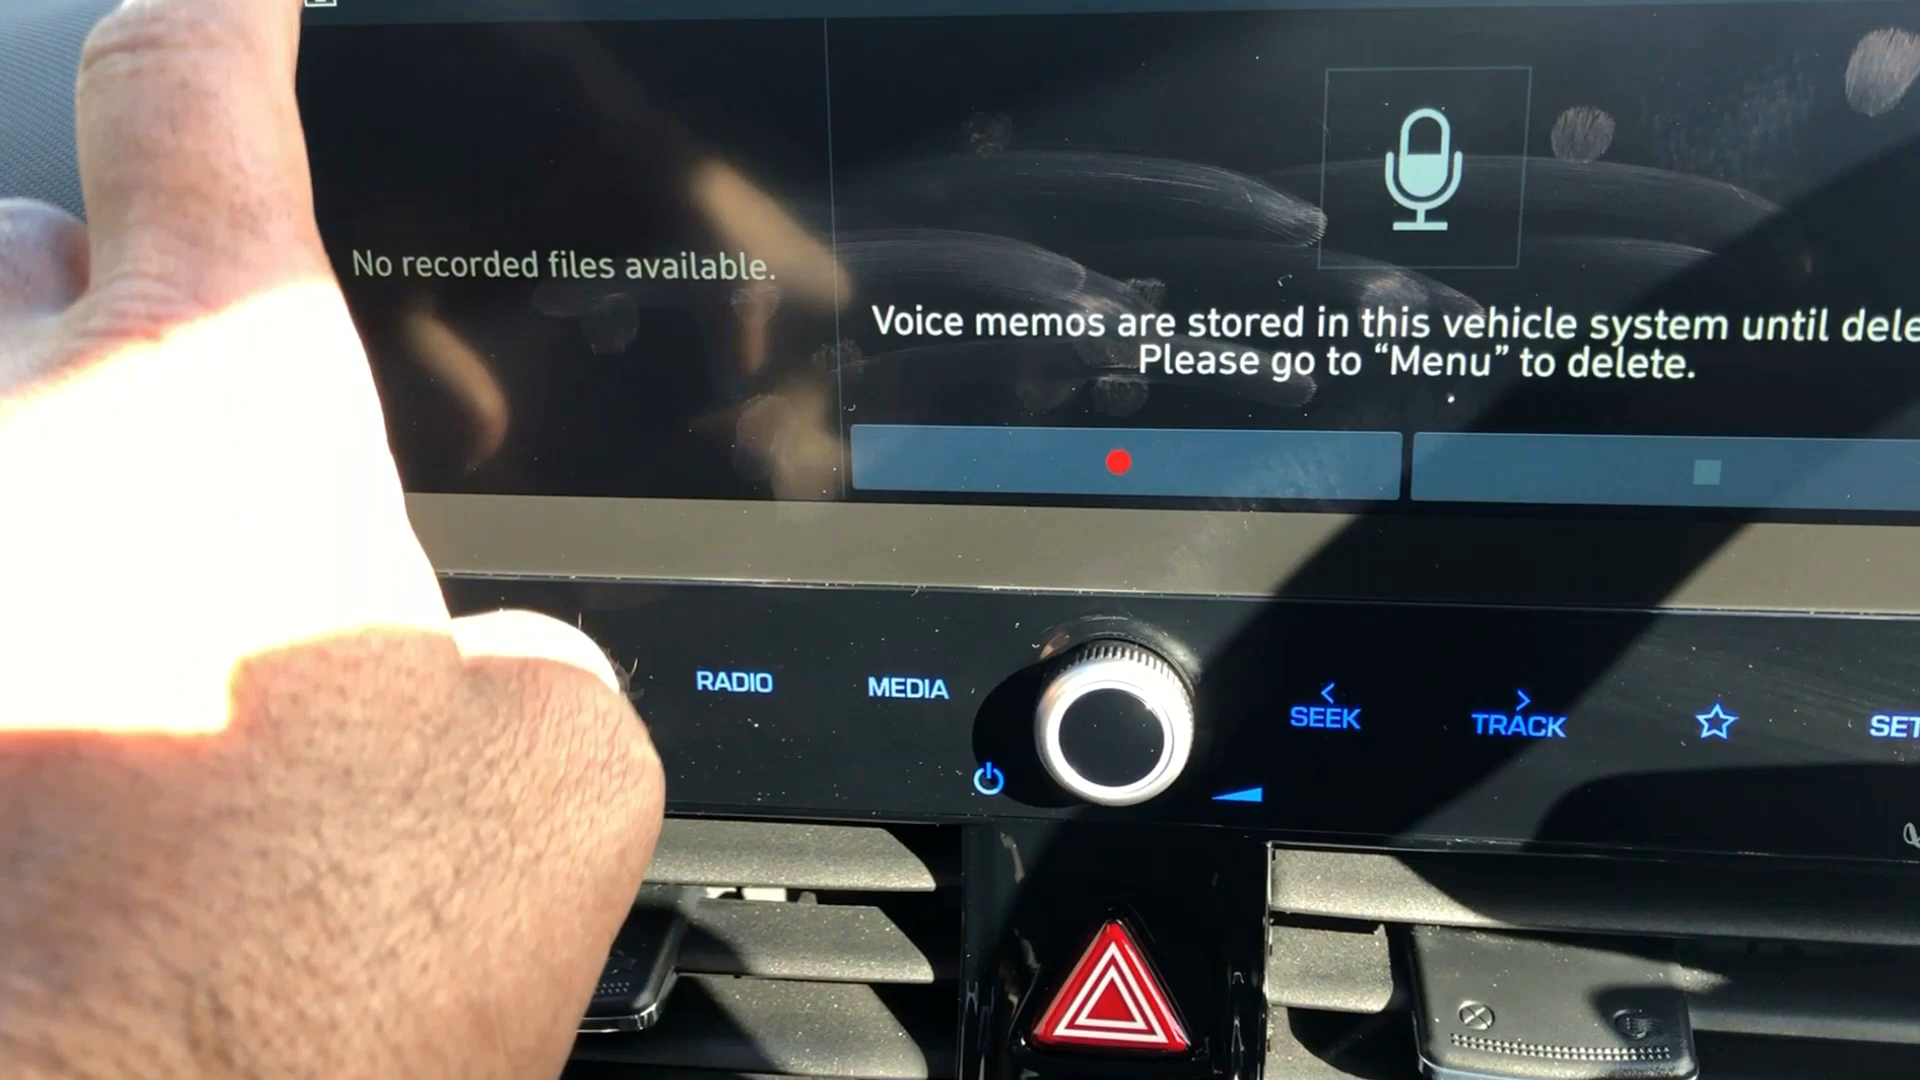 No recorded files available.
Voice memos are stored in this vehicle system until dele
Please go to “Menu” to delete.
RADIO
MEDIA
SEEK
TRACK
SET